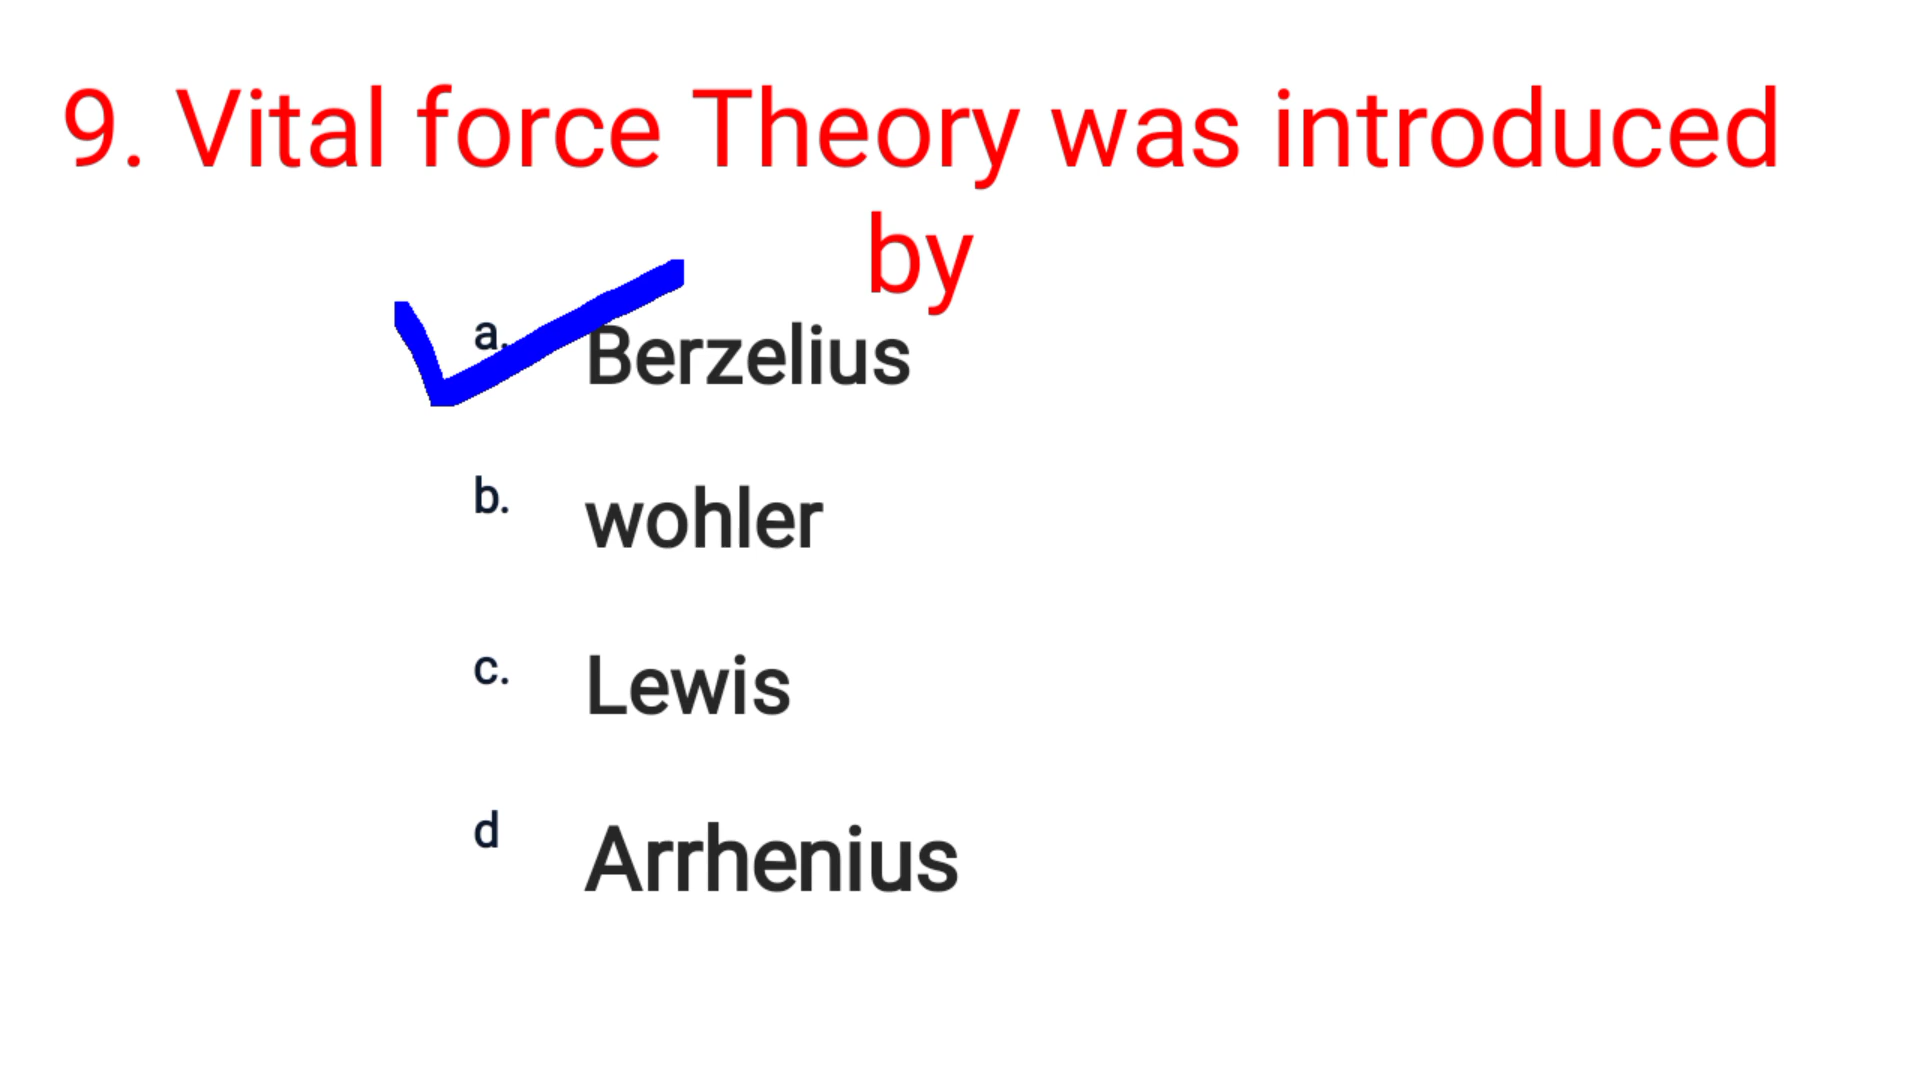 9. Vital force Theory was introduced
by
a. Berzelius
b. wohler
c. Lewis
d Arrhenius